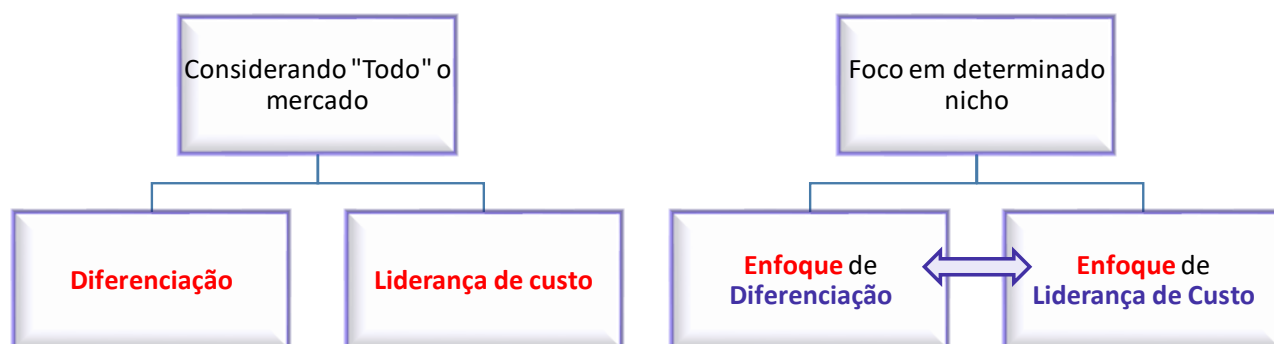 Considerando "Todo" o
mercado
Foco em determinado
nicho
Diferenciação
Liderança de custo
Enfoque de
Diferenciação
Enfoque de
Liderança de Custo